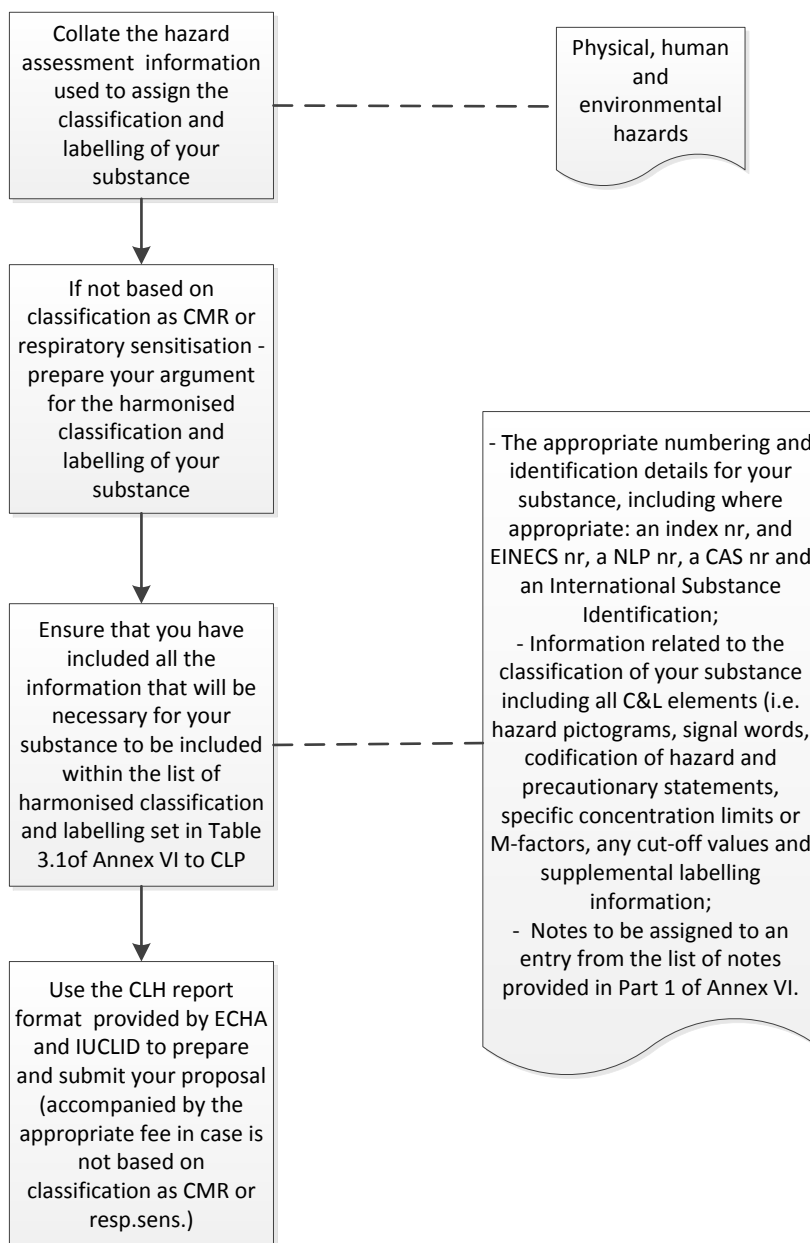 Collate the hazard
assessment information
used to assign the
classification and
labelling of your
substance
Physical, human
and
environmental
hazards
If not based on
classification as CMR or
respiratory sensitisation -
prepare your argument
for the harmonised
classification and
labelling of your
substance
Ensure that you have
included all the
information that will be
necessary for your
substance to be included
within the list of
harmonised classification
and labelling set in Table
3.1of Annex VI to CLP
- The appropriate numbering and
identification details for your
substance, including where
appropriate: an index nr, and
EINECS nr, a NLP nr, a CAS nr and
an International Substance
Identification;
- Information related to the
classification of your substance
including all C&L elements (i.e.
hazard pictograms, signal words,
codification of hazard and
precautionary statements,
specific concentration limits or
M-factors, any cut-off values and
supplemental labelling
information;
- Notes to be assigned to an
entry from the list of notes
provided in Part 1 of Annex VI.
Use the CLH report
format provided by ECHA
and IUCLID to prepare
and submit your proposal
(accompanied by the
appropriate fee in case is
not based on
classification as CMR or
resp.sens.)